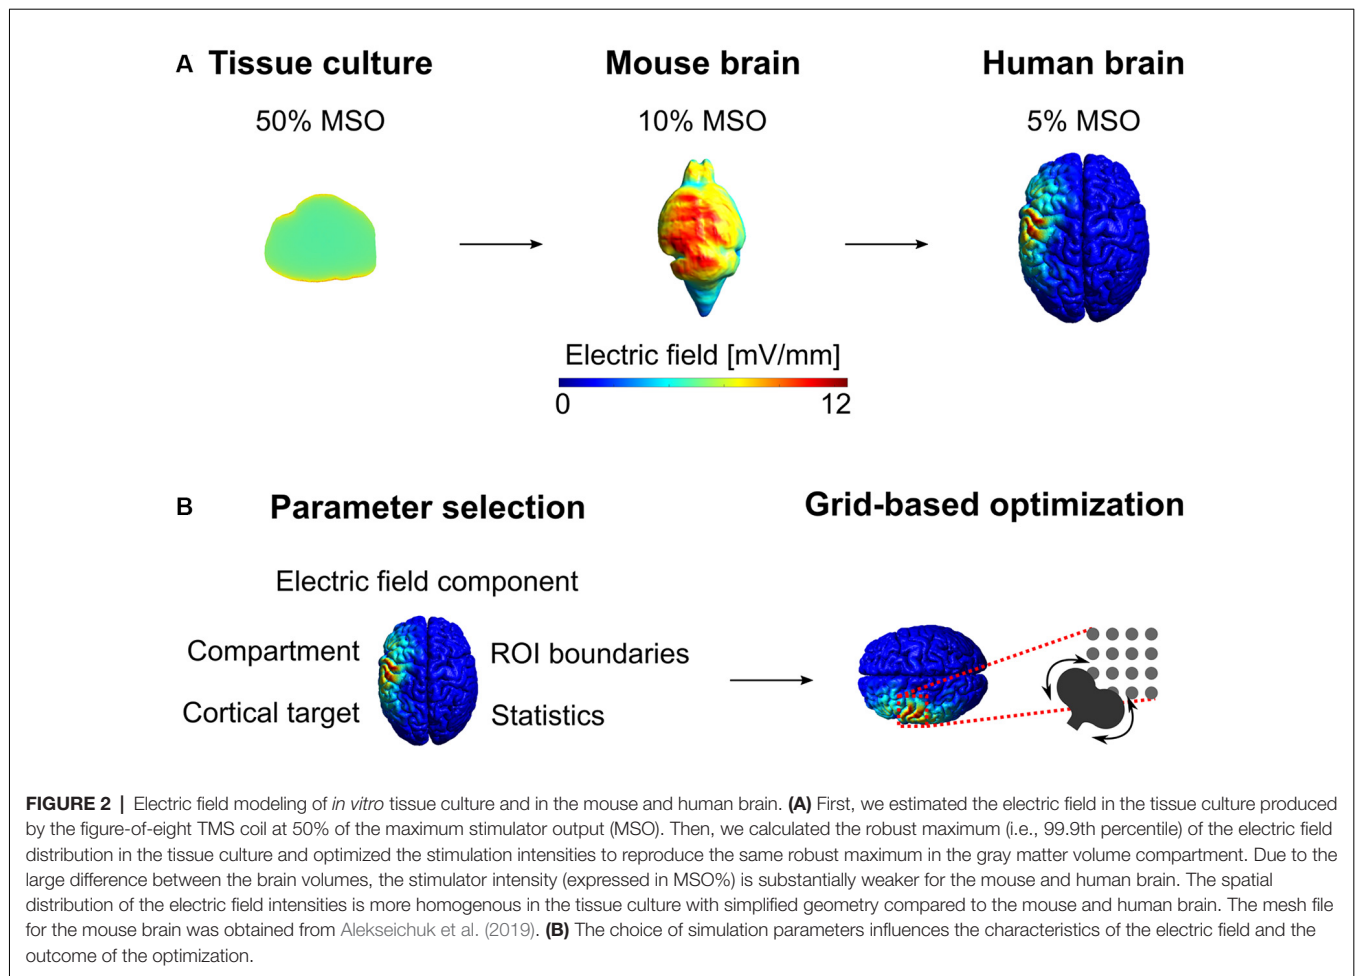 A Tissue culture
Mouse brain
Human brain
50% MSO
10% MSO
5% MSO
Electric field [mV/mm]
0
12
B Parameter selection
Grid-based optimization
Electric field component
Compartment
ROI boundaries
Cortical target
Statistics
FIGURE 2 | Electric field modeling of in vitro tissue culture and in the mouse and human brain. (A) First, we estimated the electric field in the tissue culture produced
by the figure-of-eight TMS coil at 50% of the maximum stimulator output (MSO). Then, we calculated the robust maximum (i.e., 99.9th percentile) of the electric field
distribution in the tissue culture and optimized the stimulation intensities to reproduce the same robust maximum in the gray matter volume compartment. Due to the
large difference between the brain volumes, the stimulator intensity (expressed in MSO%) is substantially weaker for the mouse and human brain. The spatial
distribution of the electric field intensities is more homogenous in the tissue culture with simplified geometry compared to the mouse and human brain. The mesh file
for the mouse brain was obtained from Alekseichuk et al. (2019). (B) The choice of simulation parameters influences the characteristics of the electric field and the
outcome of the optimization.